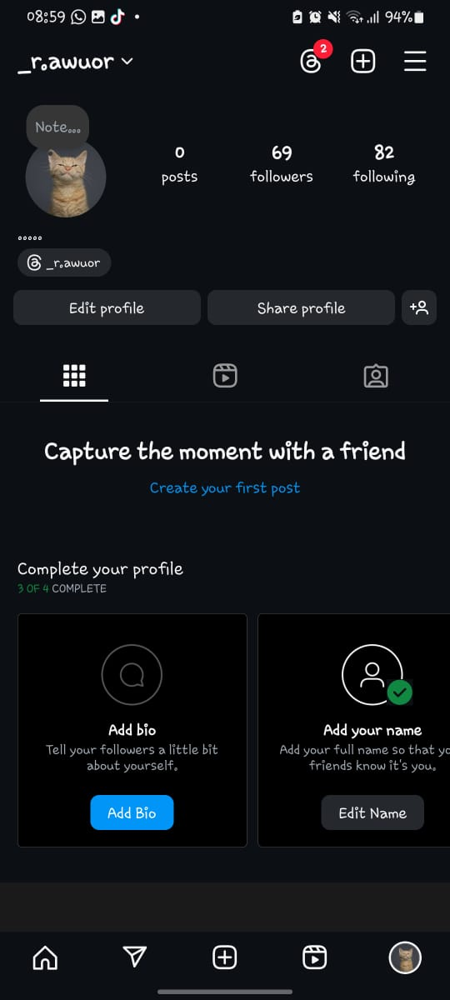 08:59 94%
_r.awuor 2
Note...
0 69 82
posts followers following
.....
_r.awuor
Edit profile Share profile
Capture the moment with a friend
Create your first post
Complete your profile
3 OF 4 COMPLETE
Add bio Add your name
Tell your followers a little bit Add your full name so that yo
about yourself. friends know it's you.
Add Bio Edit Name